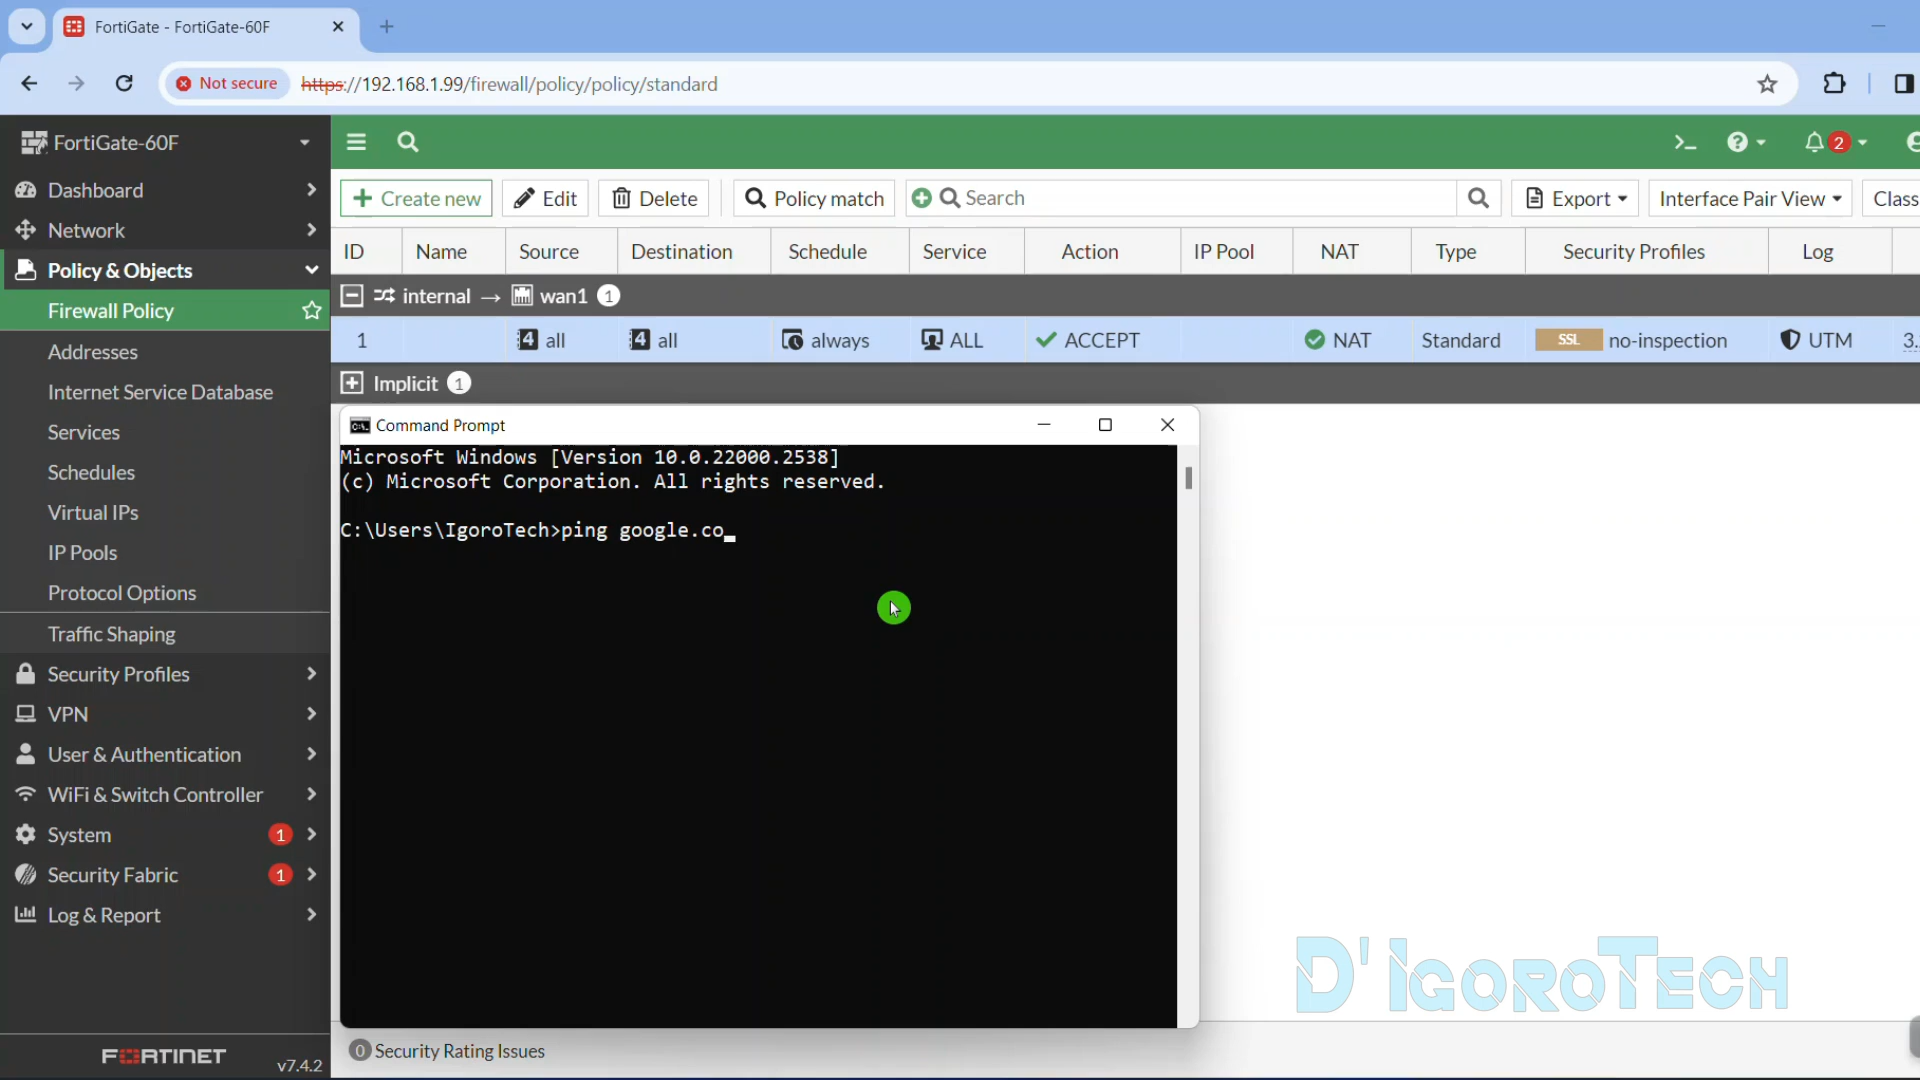 FortiGate - FortiGate-60F
Not secure https://192.168.1.99/firewall/policy/policy/standard
FortiGate-60F
2
Dashboard
Network
Policy & Objects
Firewall Policy
Addresses
Internet Service Database
Services
Schedules
Virtual IPs
IP Pools
Protocol Options
Traffic Shaping
Security Profiles
VPN
User & Authentication
WiFi & Switch Controller
System 1
Security Fabric 1
Log & Report
FORTINET v7.4.2
Create new Edit Delete Policy match Search Export Interface Pair View Class
ID Name Source Destination Schedule Service Action IP Pool NAT Type Security Profiles Log
internal → wan1 1
1 4 all 4 all always ALL ACCEPT NAT Standard SSL no-inspection UTM 3.
Implicit 1
Command Prompt
Microsoft Windows [Version 10.0.22000.2538]
(c) Microsoft Corporation. All rights reserved.
C:\Users\IgoroTech>ping google.co_
D'IGOROTECH
0 Security Rating Issues